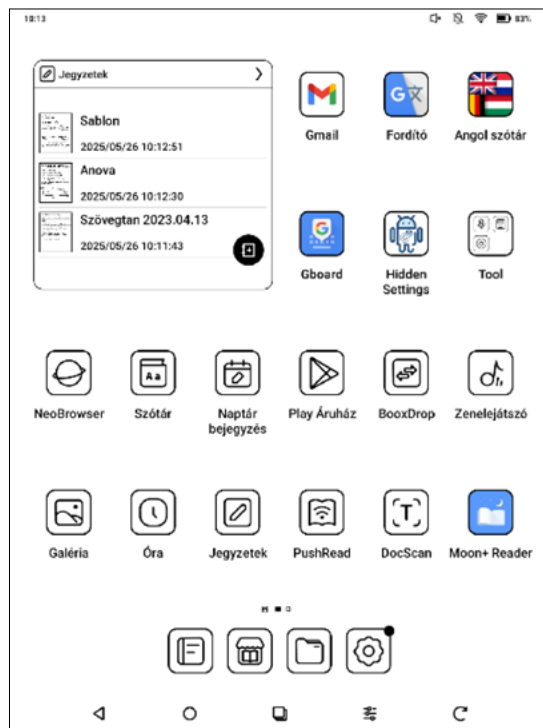 10:13
83%
Jegyzetek
Sablon
2025/05/26 10:12:51
Anova
2025/05/26 10:12:30
Szövegtan 2023.04.13
2025/05/26 10:11:43
Gmail
Fordító
Angol szótár
Gboard
Hidden
Settings
Tool
NeoBrowser
Szótár
Naptár
bejegyzés
Play Áruház
BooxDrop
Zenelejátszó
Galéria
Óra
Jegyzetek
PushRead
DocScan
Moon+ Reader